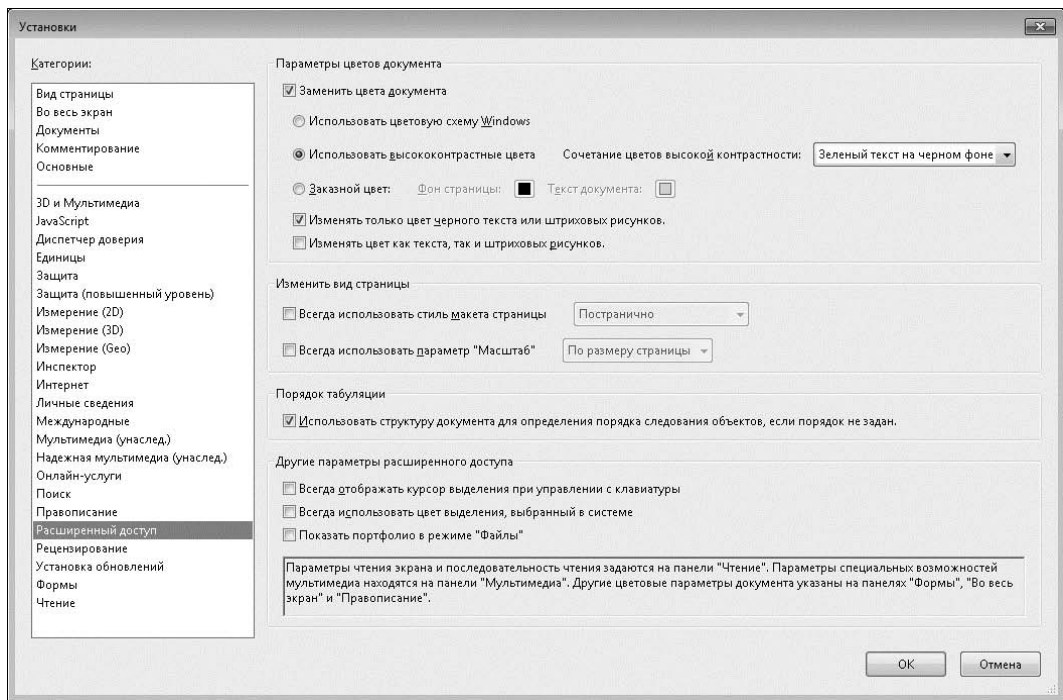 Установки
Категории:
Вид страницы
Во весь экран
Документы
Комментирование
Основные
3D и Мультимедиа
JavaScript
Диспетчер доверия
Единицы
Защита
Защита (повышенный уровень)
Измерение (2D)
Измерение (3D)
Измерение (Geo)
Инспектор
Интернет
Личные сведения
Международные
Мультимедиа (унаслед.)
Надежная мультимедиа (унаслед.)
Онлайн-услуги
Поиск
Правописание
Расширенный доступ
Рецензирование
Установка обновлений
Формы
Чтение
Параметры цветов документа
Заменить цвета документа
Использовать цветовую схему Windows
Использовать высококонтрастные цвета Сочетание цветов высокой контрастности: Зеленый текст на черном фоне
Заказной цвет: Фон страницы: Текст документа:
Изменять только цвет черного текста или штриховых рисунков.
Изменять цвет как текста, так и штриховых рисунков.
Изменить вид страницы
Всегда использовать стиль макета страницы Постранично
Всегда использовать параметр "Масштаб" По размеру страницы
Порядок табуляции
Использовать структуру документа для определения порядка следования объектов, если порядок не задан.
Другие параметры расширенного доступа
Всегда отображать курсор выделения при управлении с клавиатуры
Всегда использовать цвет выделения, выбранный в системе
Показать портфолио в режиме "Файлы"
Параметры чтения экрана и последовательность чтения задаются на панели "Чтение". Параметры специальных возможностей
мультимедиа находятся на панели "Мультимедиа". Другие цветовые параметры документа указаны на панелях "Формы", "Во весь
экран" и "Правописание".
OK Отмена